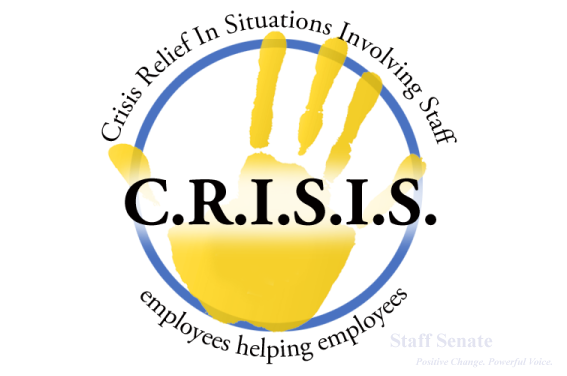 Crisis Relief In Situations Involving Staff
C.R.I.S.I.S.
employees helping employees
Staff Senate
Positive Change. Powerful Voice.